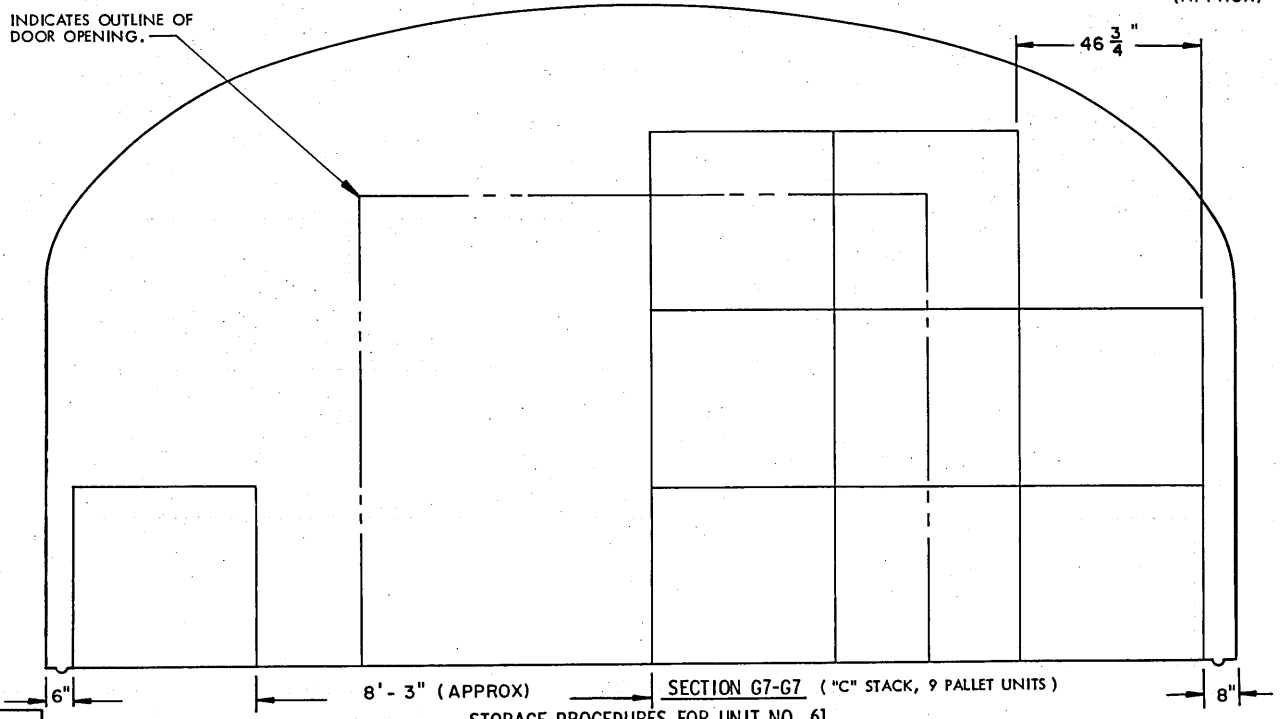 (APPROX)
INDICATES OUTLINE OF
DOOR OPENING.
46 3/4"
6"
8'-3" (APPROX)
SECTION G7-G7 ("C" STACK, 9 PALLET UNITS)
8"
STORAGE PROCEDURES FOR UNIT NO. 61